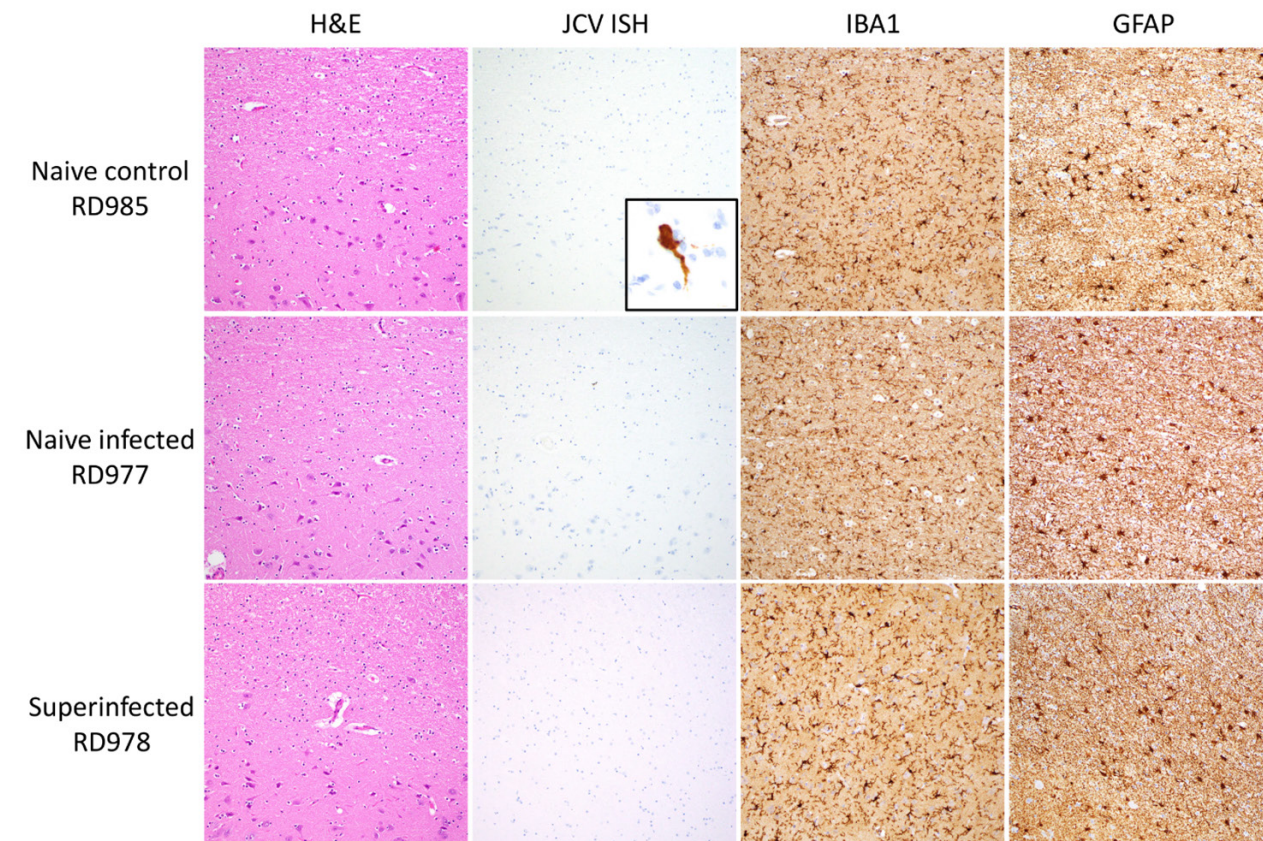 H&E JCV ISH IBA1 GFAP
Naive control
RD985
Naive infected
RD977
Superinfected
RD978